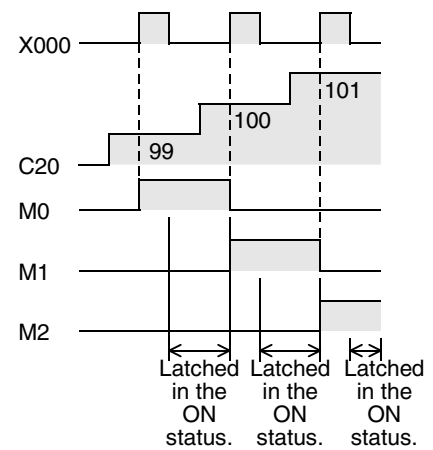 X000
101
100
99
C20
M0
M1
M2
Latched
in the
ON
status.
Latched
in the
ON
status.
Latched
in the
ON
status.